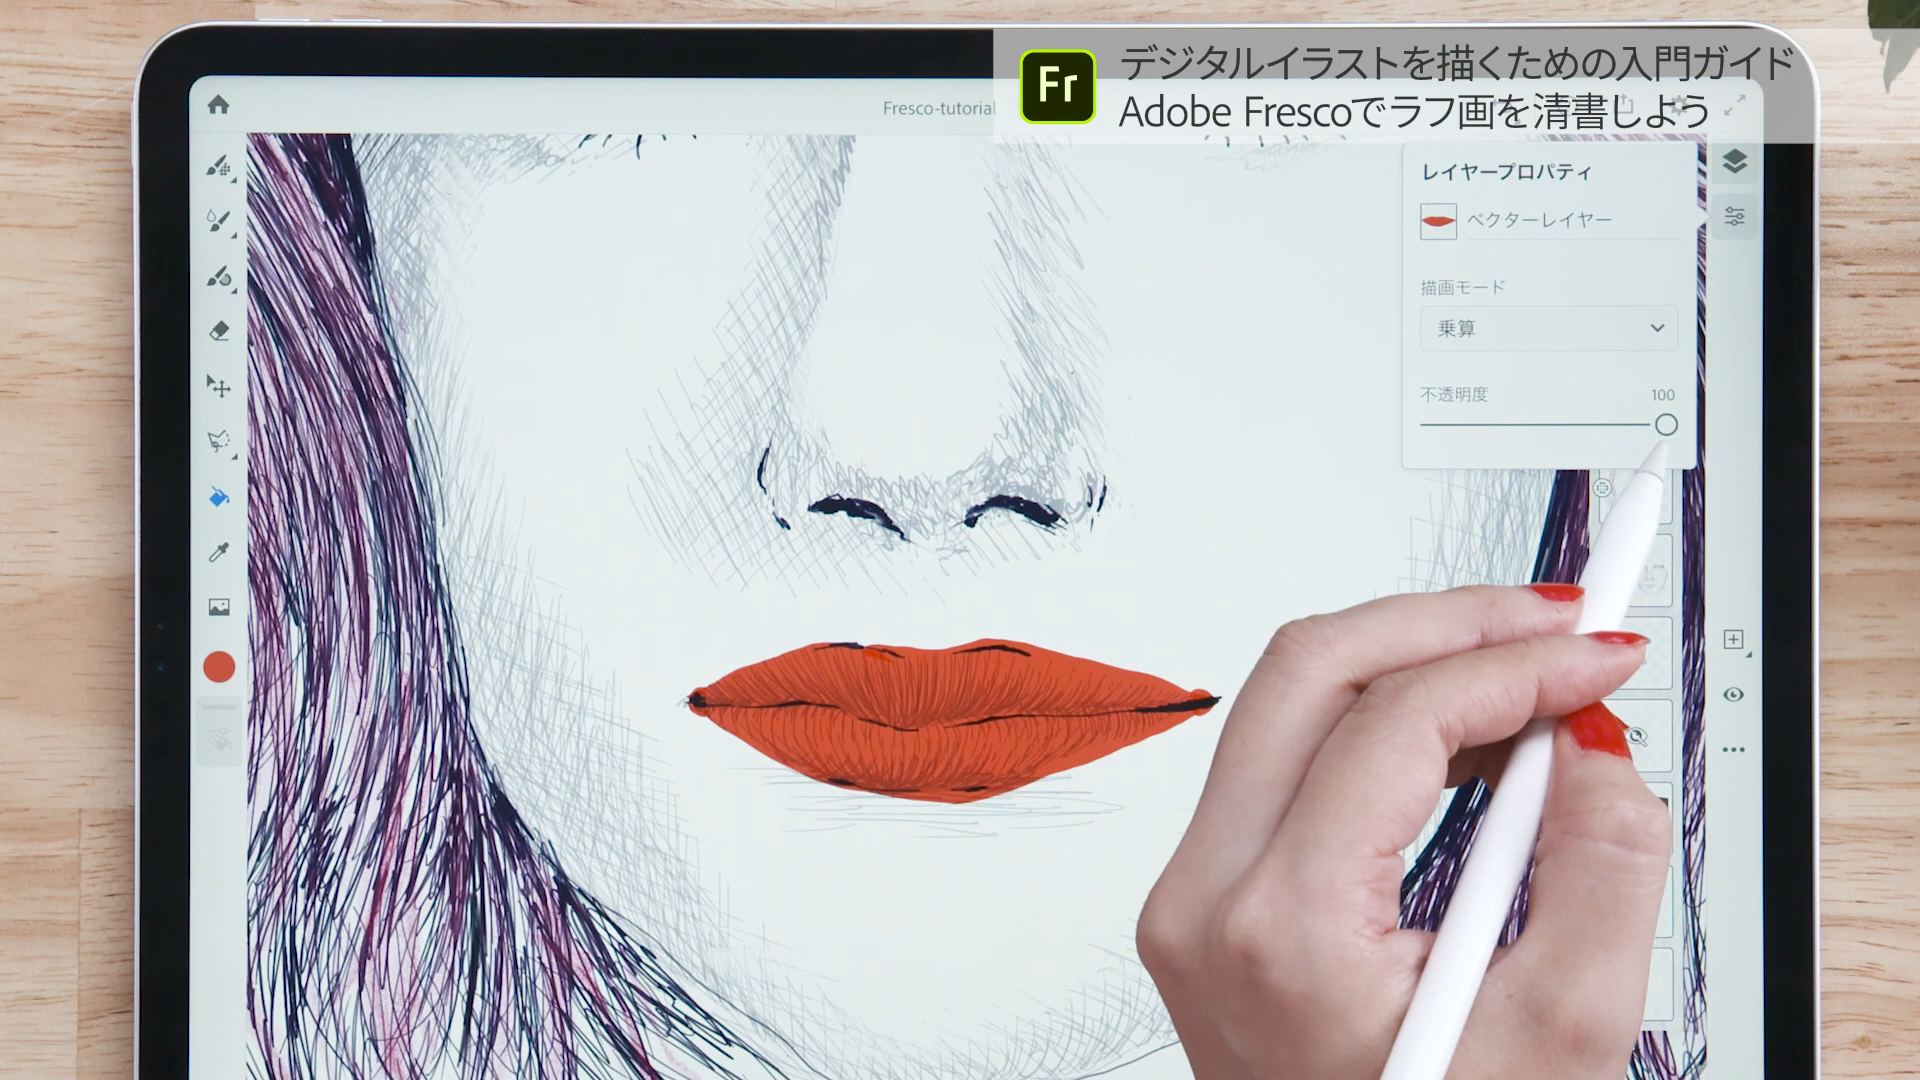 Fr
デジタルイラストを描くための入門ガイド
Adobe Frescoでラフ画を清書しよう
Fresco-tutorial
レイヤープロパティ
ベクターレイヤー
描画モード
乗算
不透明度 100